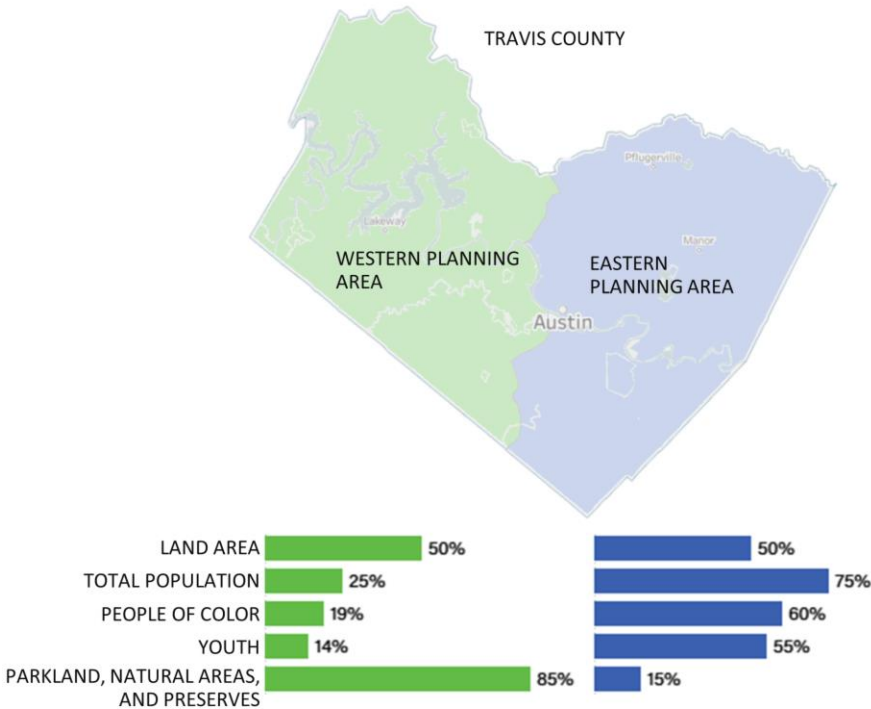 TRAVIS COUNTY
Pflugerville
Lakeway
Manor
WESTERN PLANNING
AREA
EASTERN
PLANNING AREA
Austin
LAND AREA 50% 50%
TOTAL POPULATION 25% 75%
PEOPLE OF COLOR 19% 60%
YOUTH 14% 55%
PARKLAND, NATURAL AREAS, 85% 15%
AND PRESERVES